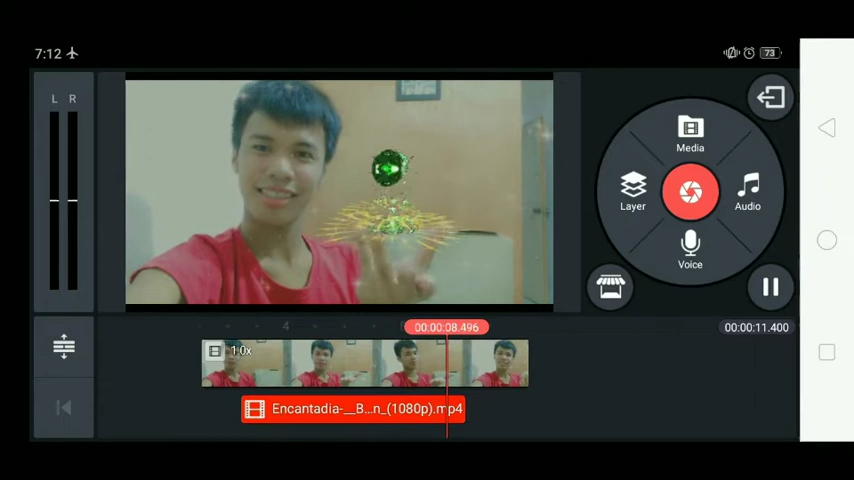 7:12
73
L R
Media
Layer
Audio
Voice
4
00:00:08.496
00:00:11.400
1.0x
Encantadia-__B...n_(1080p).mp4